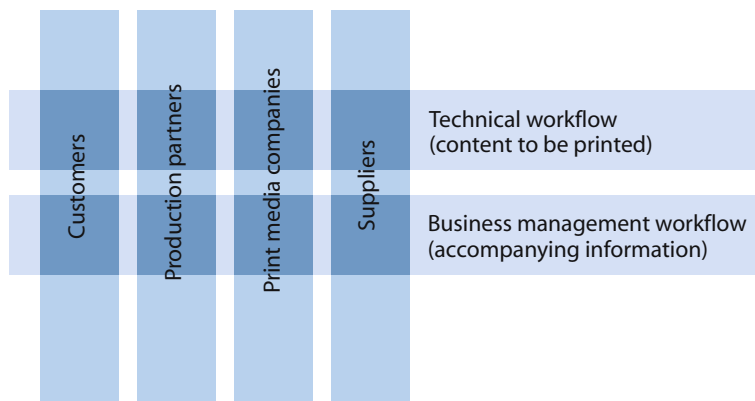 Customers
Production partners
Print media companies
Suppliers
Technical workflow
(content to be printed)
Business management workflow
(accompanying information)